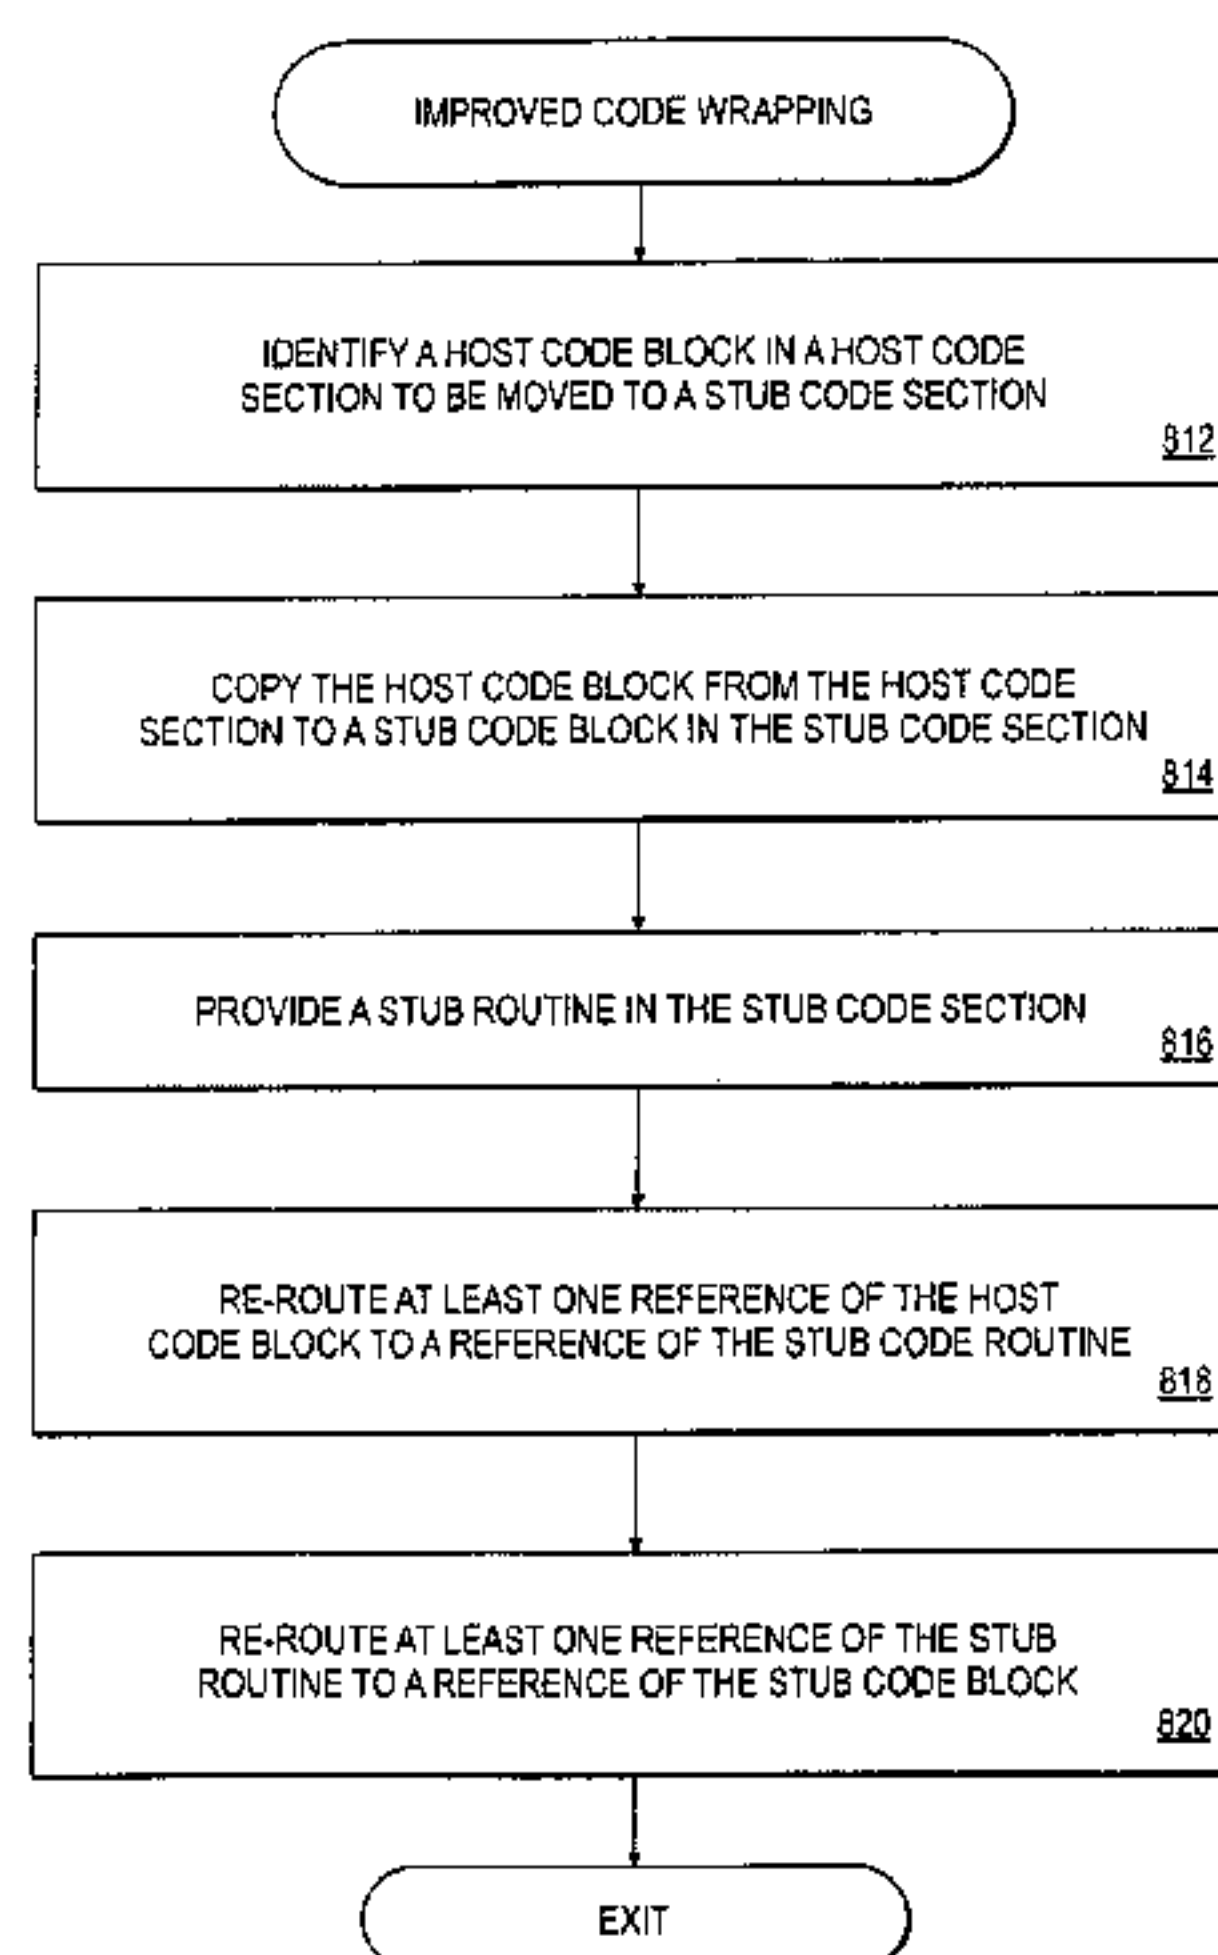 IMPROVED CODE WRAPPING
IDENTIFY A HOST CODE BLOCK IN A HOST CODE
SECTION TO BE MOVED TO A STUB CODE SECTION
812
COPY THE HOST CODE BLOCK FROM THE HOST CODE
SECTION TO A STUB CODE BLOCK IN THE STUB CODE SECTION
814
PROVIDE A STUB ROUTINE IN THE STUB CODE SECTION
816
RE-ROUTE AT LEAST ONE REFERENCE OF THE HOST
CODE BLOCK TO A REFERENCE OF THE STUB CODE ROUTINE
818
RE-ROUTE AT LEAST ONE REFERENCE OF THE STUB
ROUTINE TO A REFERENCE OF THE STUB CODE BLOCK
820
EXIT